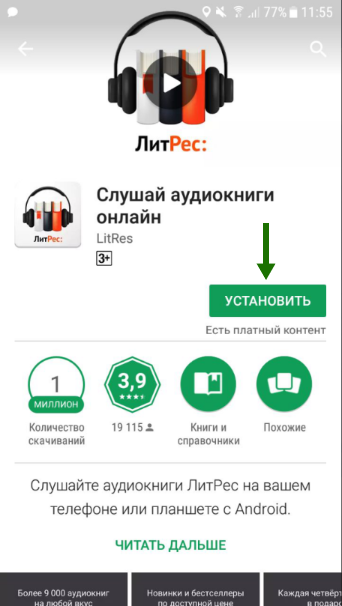 77% 11:55
ЛитРес:
Слушай аудиокниги
онлайн
ЛитРес:
LitRes
3+
УСТАНОВИТЬ
Есть платный контент
1
МИЛЛИОН
3,9
Количество
скачиваний
19 115
Книги и
справочники
Похожие
Слушайте аудиокниги ЛитРес на вашем
телефоне или планшете с Android.
ЧИТАТЬ ДАЛЬШЕ
Более 9 000 аудиокниг
на любой вкус
Новинки и бестселлеры
по доступной цене
Каждая четвёрт
в подаро